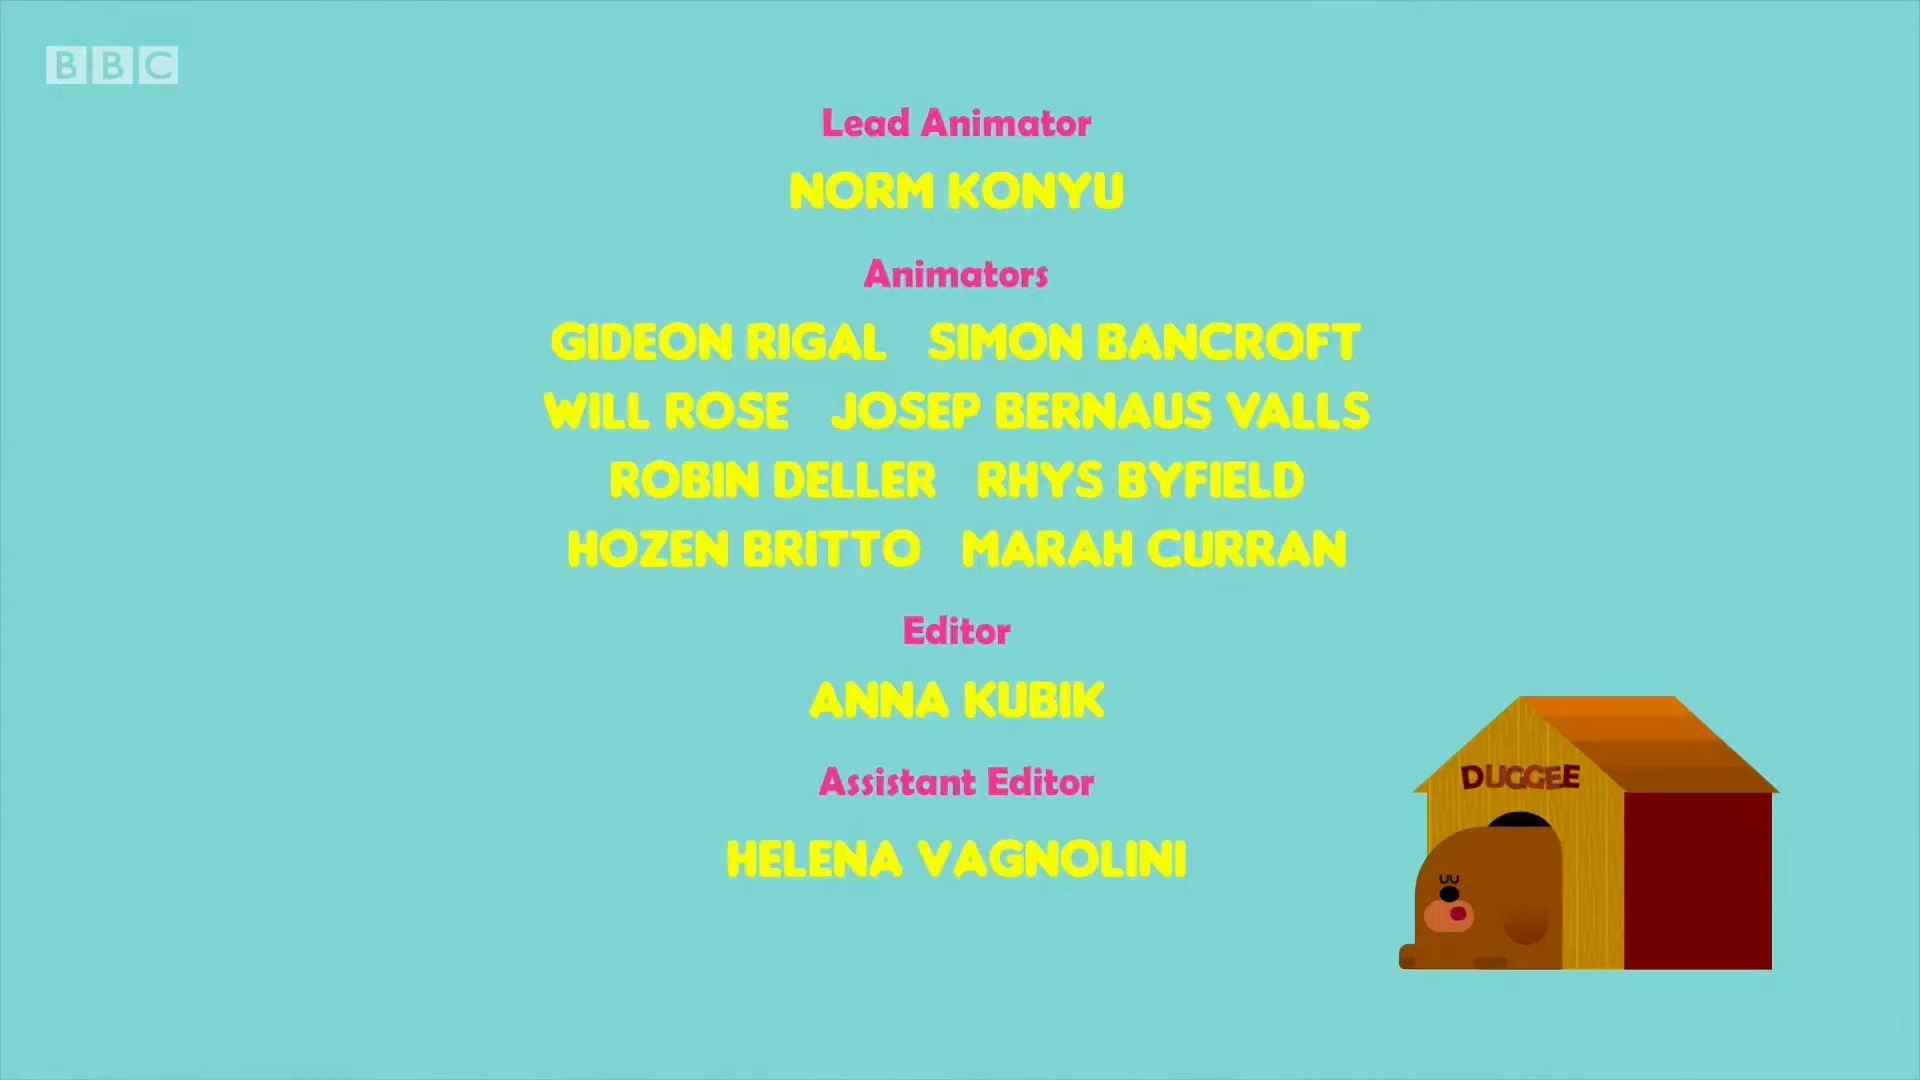 BBC
Lead Animator
NORM KONYU
Animators
GIDEON RIGAL SIMON BANCROFT
WILL ROSE JOSEP BERNAUS VALLS
ROBIN DELLER RHYS BYFIELD
HOZEN BRITTO MARAH CURRAN
Editor
ANNA KUBIK
Assistant Editor
DUGGEE
HELENA VAGNOLINI